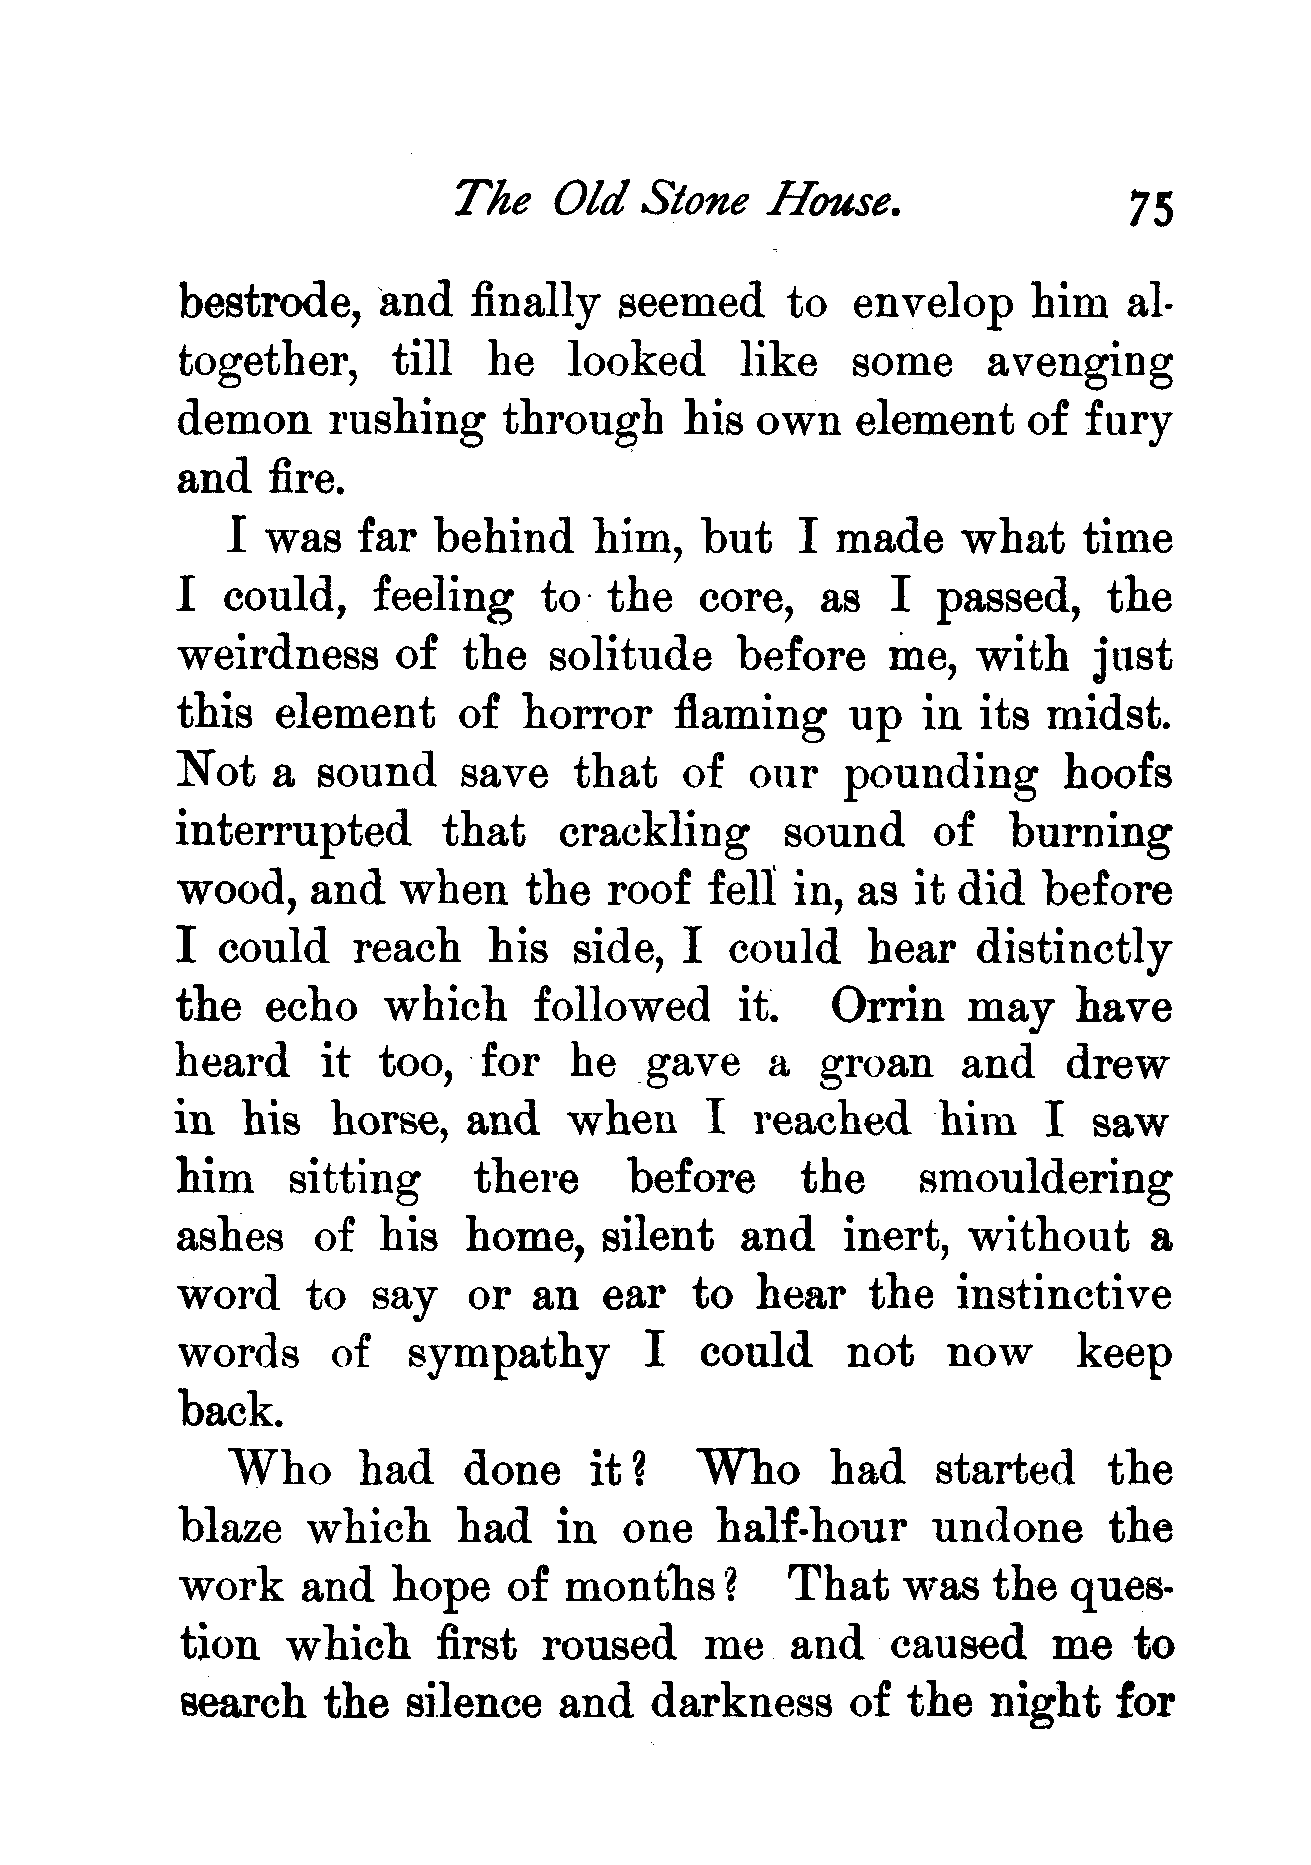 The Old Stone House. 75
bestrode, and finally seemed to envelop him al-
together, till he looked like some avenging
demon rushing through his own element of fury
and fire.
I was far behind him, but I made what time
I could, feeling to the core, as I passed, the
weirdness of the solitude before me, with just
this element of horror flaming up in its midst.
Not a sound save that of our pounding hoofs
interrupted that crackling sound of burning
wood, and when the roof fell in, as it did before
I could reach his side, I could hear distinctly
the echo which followed it. Orrin may have
heard it too, for he gave a groan and drew
in his horse, and when I reached him I saw
him sitting there before the smouldering
ashes of his home, silent and inert, without a
word to say or an ear to hear the instinctive
words of sympathy I could not now keep
back.
Who had done it? Who had started the
blaze which had in one half-hour undone the
work and hope of months? That was the ques-
tion which first roused me and caused me to
search the silence and darkness of the night for